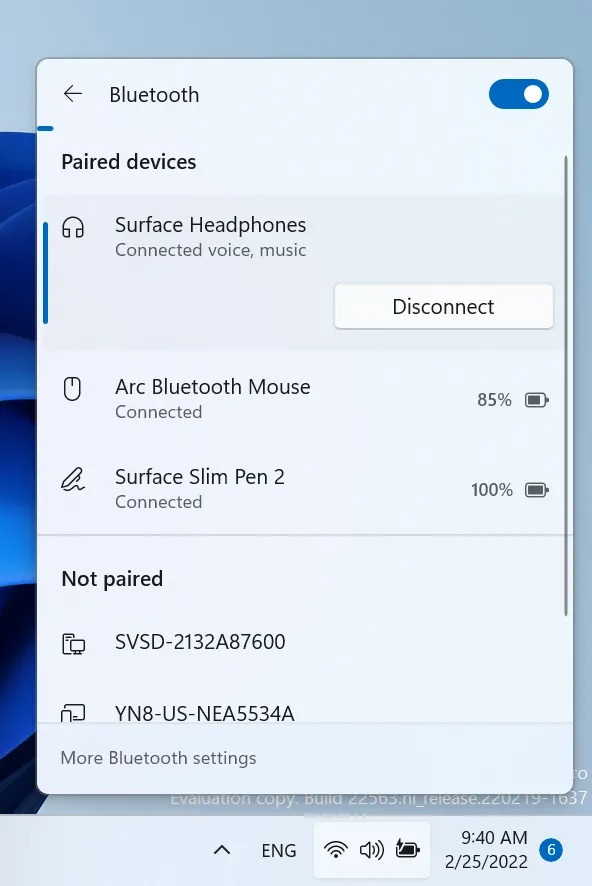 Bluetooth
Paired devices
Surface Headphones
Connected voice, music
Disconnect
Arc Bluetooth Mouse
Connected
85%
Surface Slim Pen 2
Connected
100%
Not paired
SVSD-2132A87600
YN8-US-NEA5534A
More Bluetooth settings
ro
Evaluation copy. Build 22563.ni_release.220219-1637
ENG
9:40 AM
2/25/2022
6